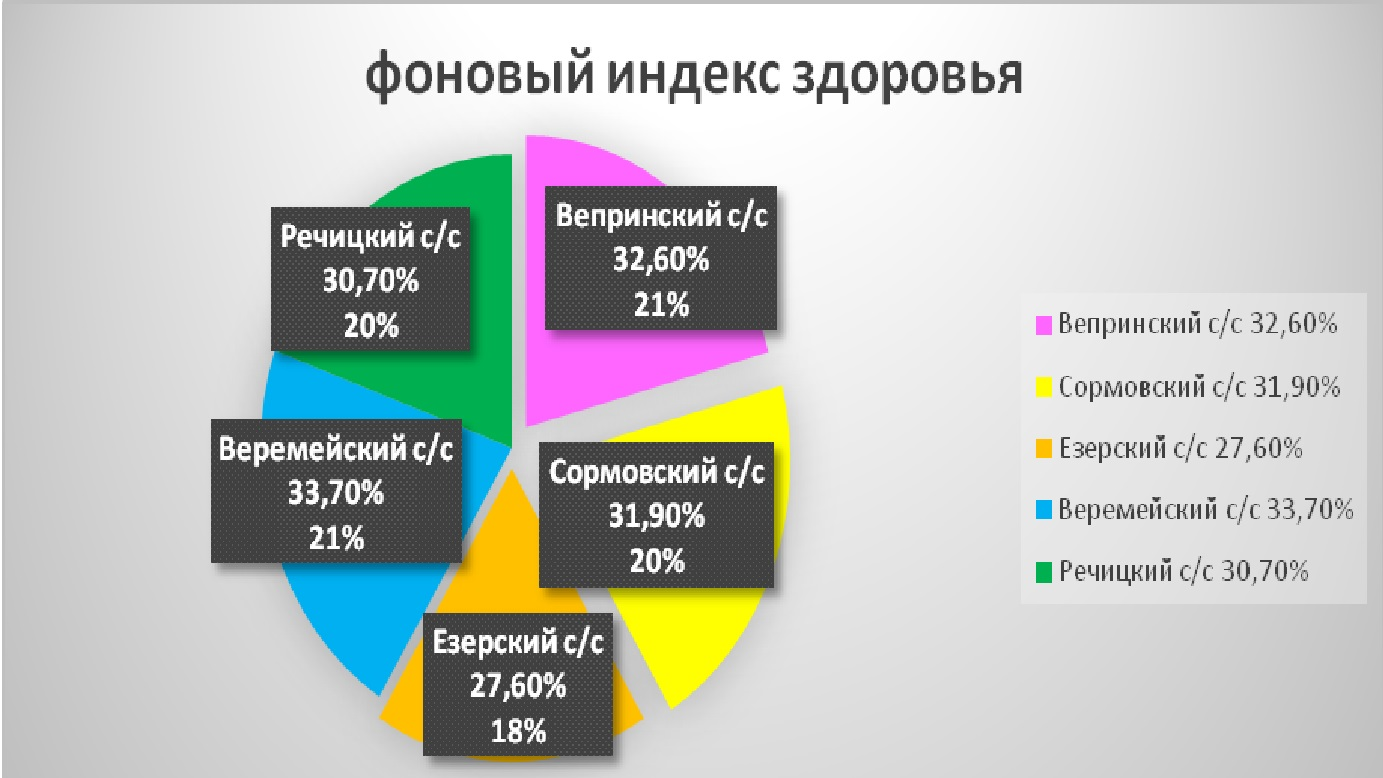 фоновый индекс здоровья
Речицкий с/с
30,70%
20%
Вепринский с/с
32,60%
21%
Веремейский с/с
33,70%
21%
Сормовский с/с
31,90%
20%
Езерский с/с
27,60%
18%
Вепринский с/с 32,60%
Сормовский с/с 31,90%
Езерский с/с 27,60%
Веремейский с/с 33,70%
Речицкий с/с 30,70%